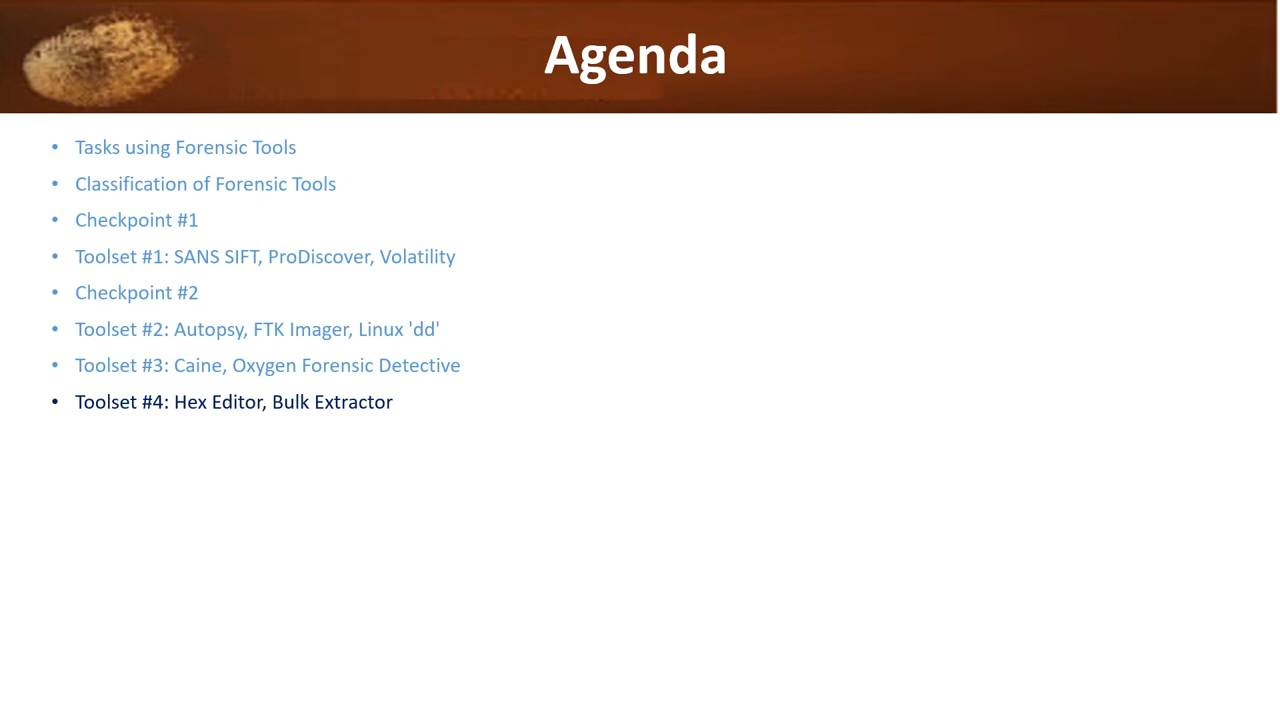 Agenda
• Tasks using Forensic Tools
• Classification of Forensic Tools
• Checkpoint #1
• Toolset #1: SANS SIFT, ProDiscover, Volatility
• Checkpoint #2
• Toolset #2: Autopsy, FTK Imager, Linux 'dd'
• Toolset #3: Caine, Oxygen Forensic Detective
• Toolset #4: Hex Editor, Bulk Extractor